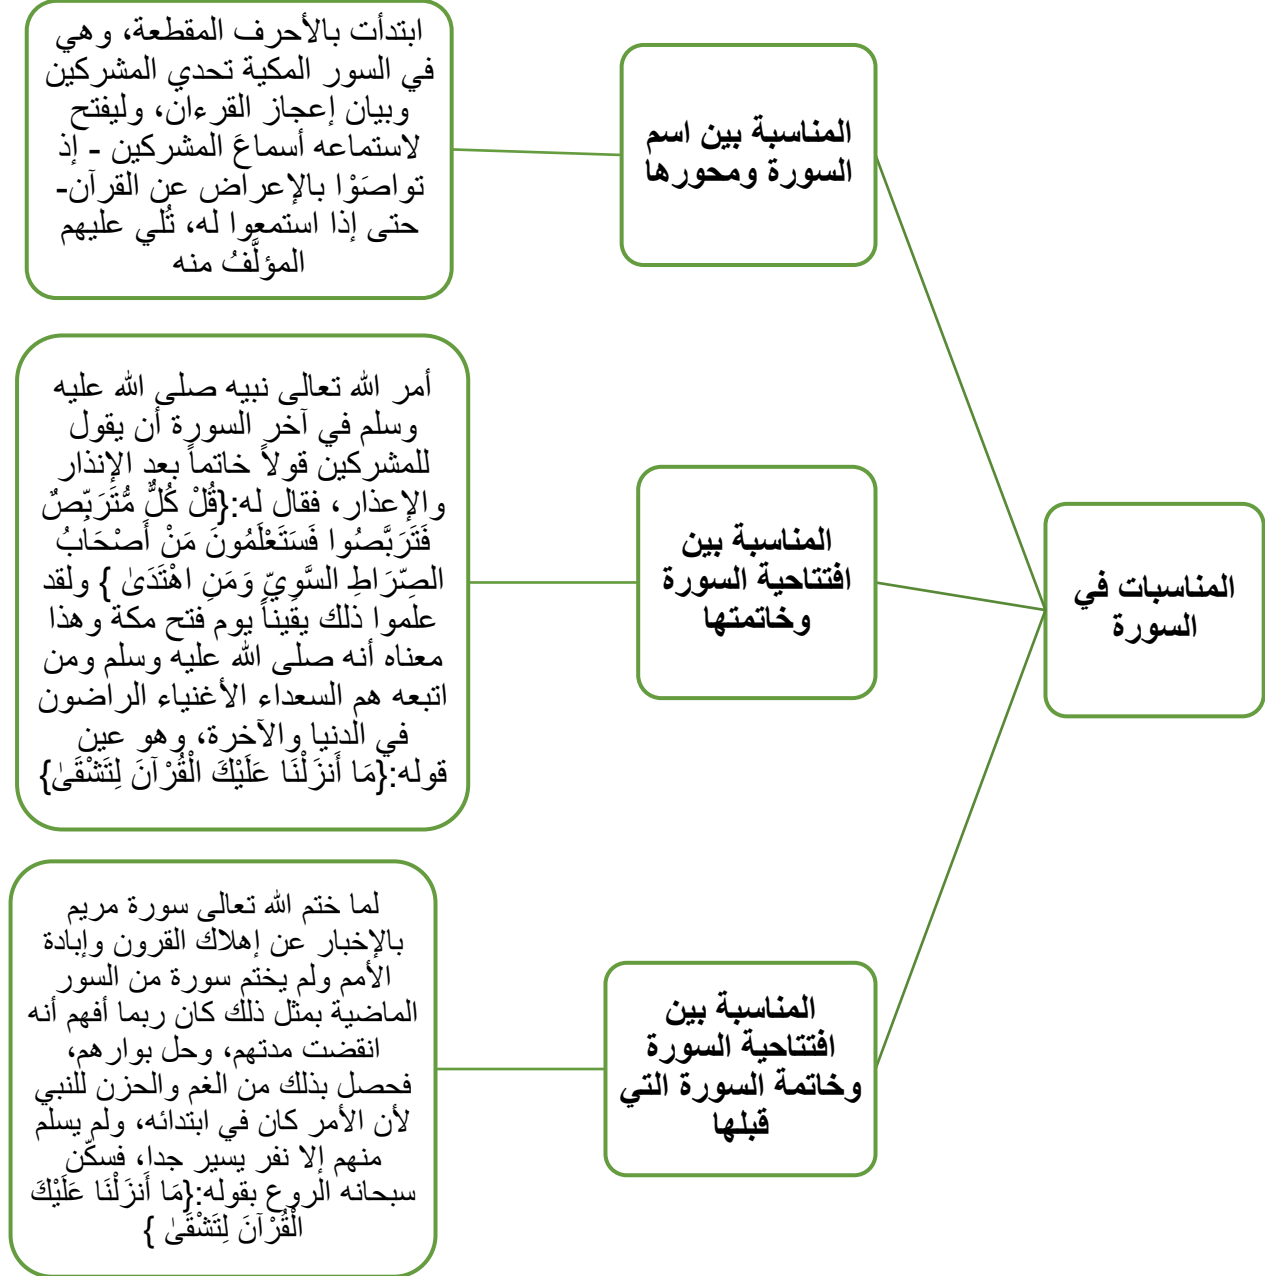 المناسبات في
السورة
المناسبة بين اسم
السورة ومحورها
ابتدأت بالأحرف المقطعة، وهي
في السور المكية تحدي المشركين
وبيان إعجاز القرءان، وليفتح
لاستماعه أسماعَ المشركين - إذ
تواصَوْا بالإعراض عن القرآن-
حتى إذا استمعوا له، تُلي عليهم
المؤلَّفُ منه
المناسبة بين
افتتاحية السورة
وخاتمتها
أمر الله تعالى نبيه صلى الله عليه
وسلم في آخر السورة أن يقول
للمشركين قولاً خاتماً بعد الإنذار
والإعذار، فقال له:{قُلْ كُلٌّ مُّتَرَبِّصٌ
فَتَرَبَّصُوا فَسَتَعْلَمُونَ مَنْ أَصْحَابُ
الصِّرَاطِ السَّوِيِّ وَمَنِ اهْتَدَىٰ } ولقد
علموا ذلك يقيناً يوم فتح مكة وهذا
معناه أنه صلى الله عليه وسلم ومن
اتبعه هم السعداء الأغنياء الراضون
في الدنيا والآخرة، وهو عين
قوله:{مَا أَنزَلْنَا عَلَيْكَ الْقُرْآنَ لِتَشْقَىٰ}
المناسبة بين
افتتاحية السورة
وخاتمة السورة التي
قبلها
لما ختم الله تعالى سورة مريم
بالإخبار عن إهلاك القرون وإبادة
الأمم ولم يختم سورة من السور
الماضية بمثل ذلك كان ربما أفهم أنه
انقضت مدتهم، وحل بوارهم،
فحصل بذلك من الغم والحزن للنبي
لأن الأمر كان في ابتدائه، ولم يسلم
منهم إلا نفر يسير جدا، فسكّن
سبحانه الروع بقوله:{مَا أَنزَلْنَا عَلَيْكَ
الْقُرْآنَ لِتَشْقَىٰ }